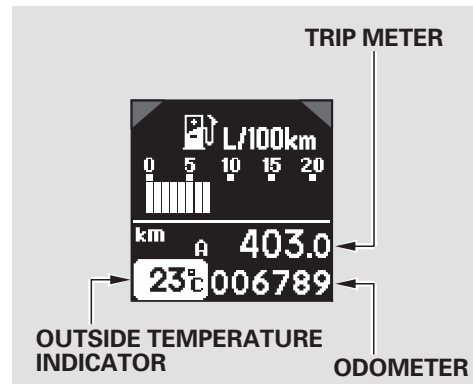 TRIP METER
L/100km
0 5 10 15 20
km A 403.0
23°C 006789
OUTSIDE TEMPERATURE
INDICATOR
ODOMETER